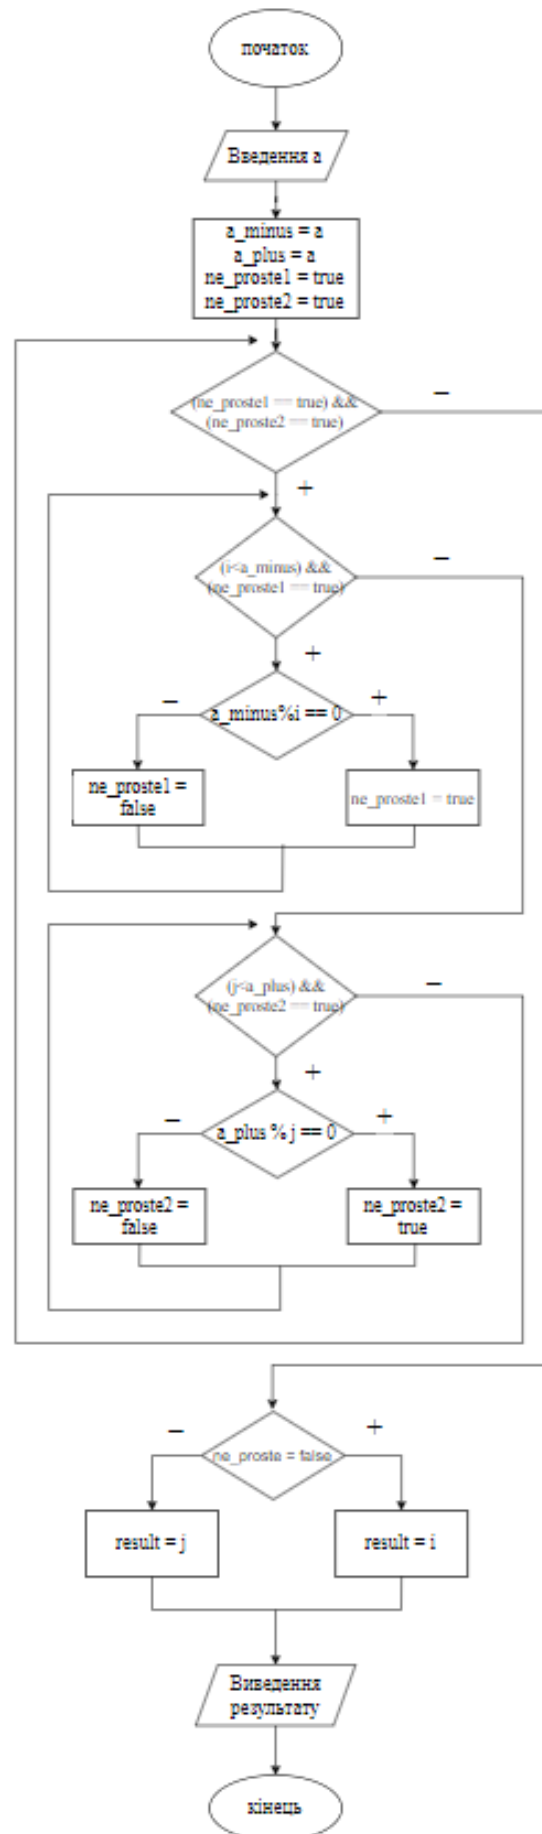 початок
Введення a
a_minus = a
a_plus = a
ne_proste1 = true
ne_proste2 = true
(ne_proste1 == true) &&
(ne_proste2 == true)
–
+
(i<a_minus) &&
(ne_proste1 == true)
–
+
a_minus%i == 0
–
+
ne_proste1 =
false
ne_proste1 = true
(j<a_plus) &&
(ne_proste2 == true)
–
+
a_plus % j == 0
–
+
ne_proste2 =
false
ne_proste2 =
true
ne_proste = false
–
+
result = j
result = i
Виведення
результату
кінець